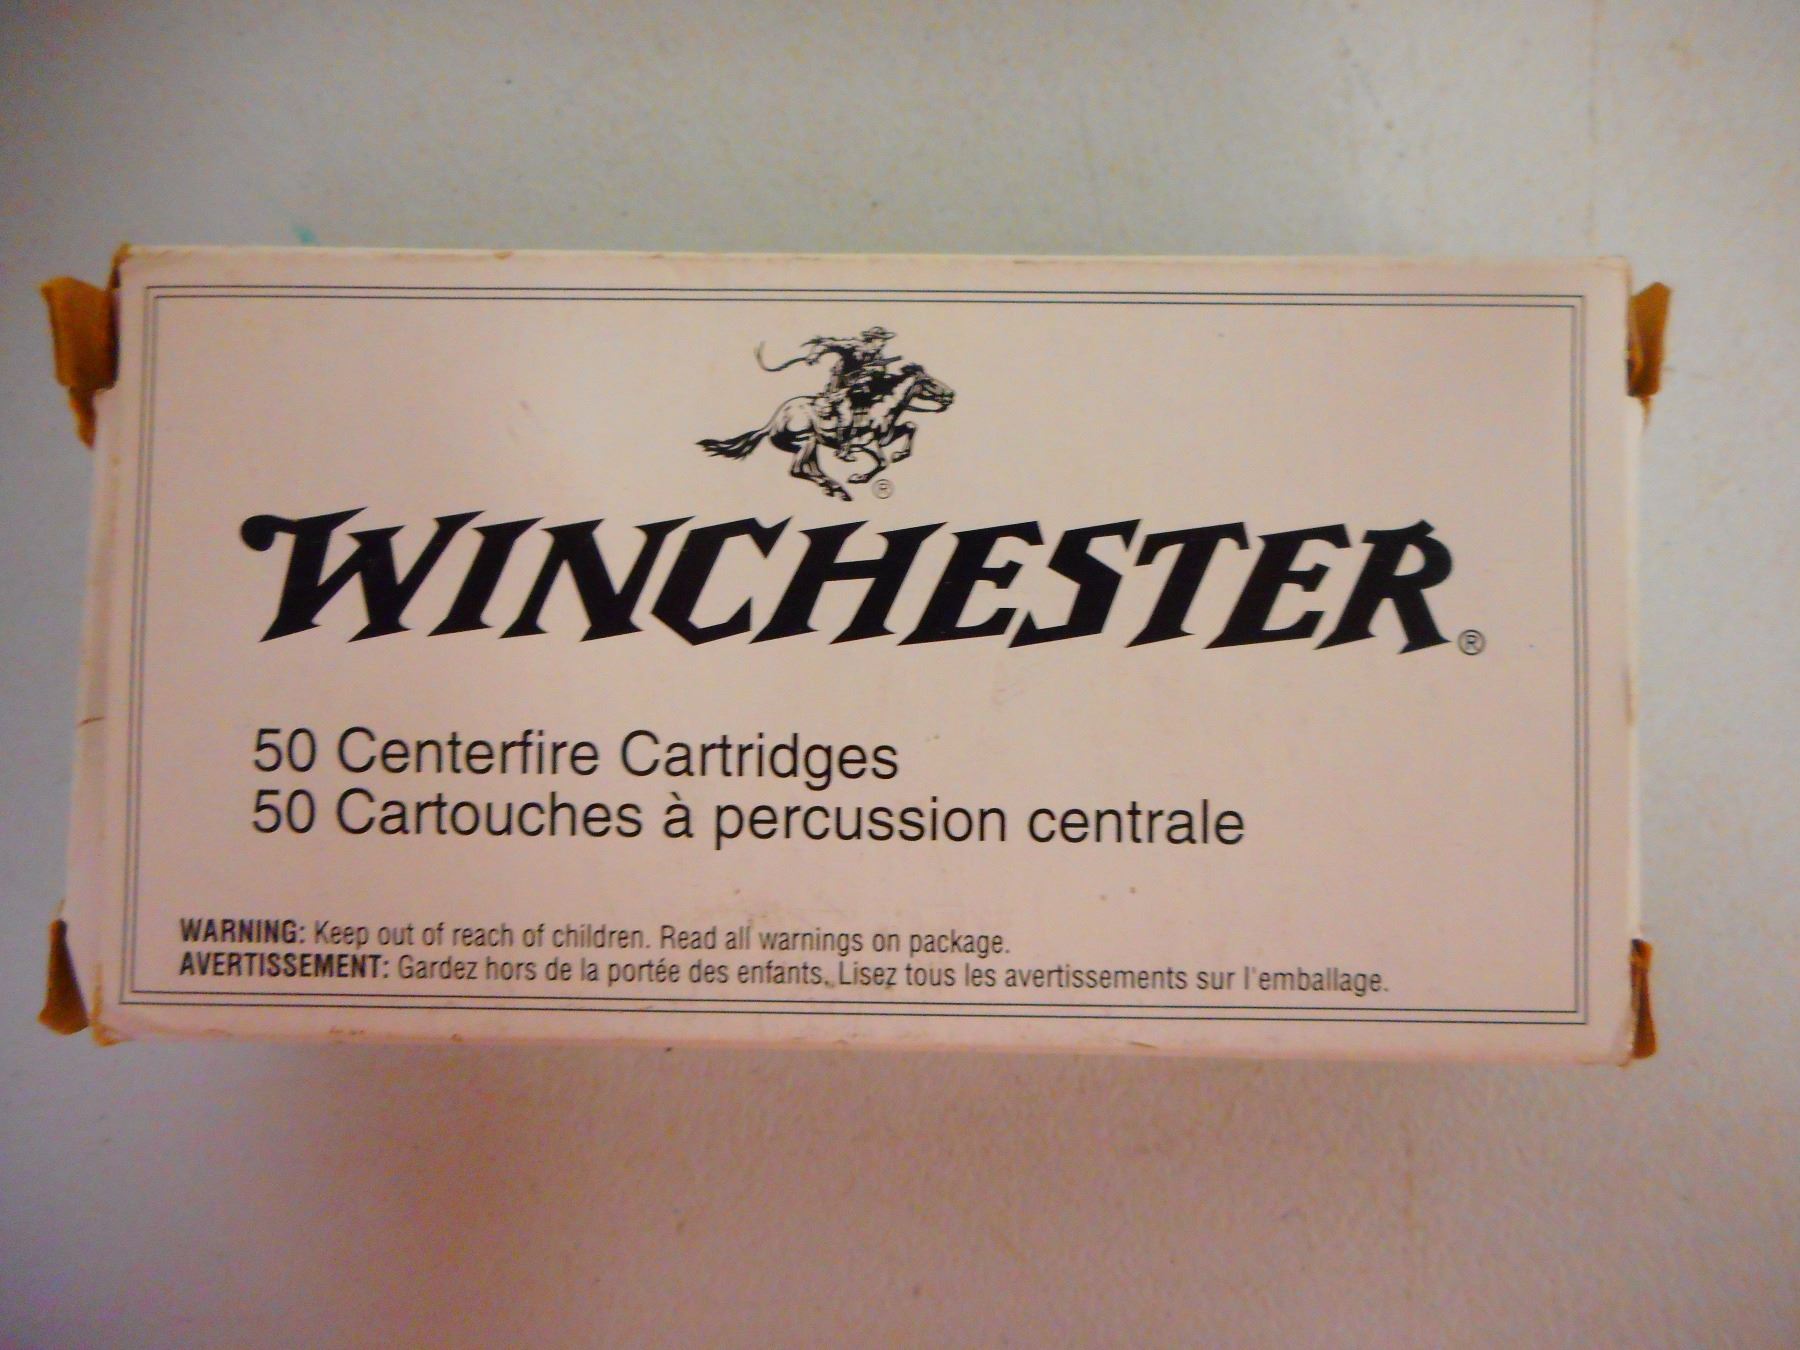 ®
WINCHESTER®
50 Centerfire Cartridges
50 Cartouches à percussion centrale
WARNING: Keep out of reach of children. Read all warnings on package.
AVERTISSEMENT: Gardez hors de la portée des enfants. Lisez tous les avertissements sur l'emballage.